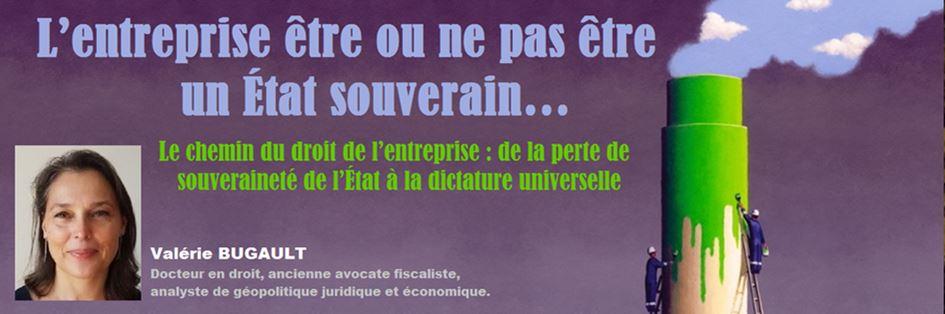 L'entreprise être ou ne pas être
un État souverain...
Le chemin du droit de l'entreprise : de la perte de
souveraineté de l'État à la dictature universelle
Valérie BUGAULT
Docteur en droit, ancienne avocate fiscaliste,
analyste de géopolitique juridique et économique.